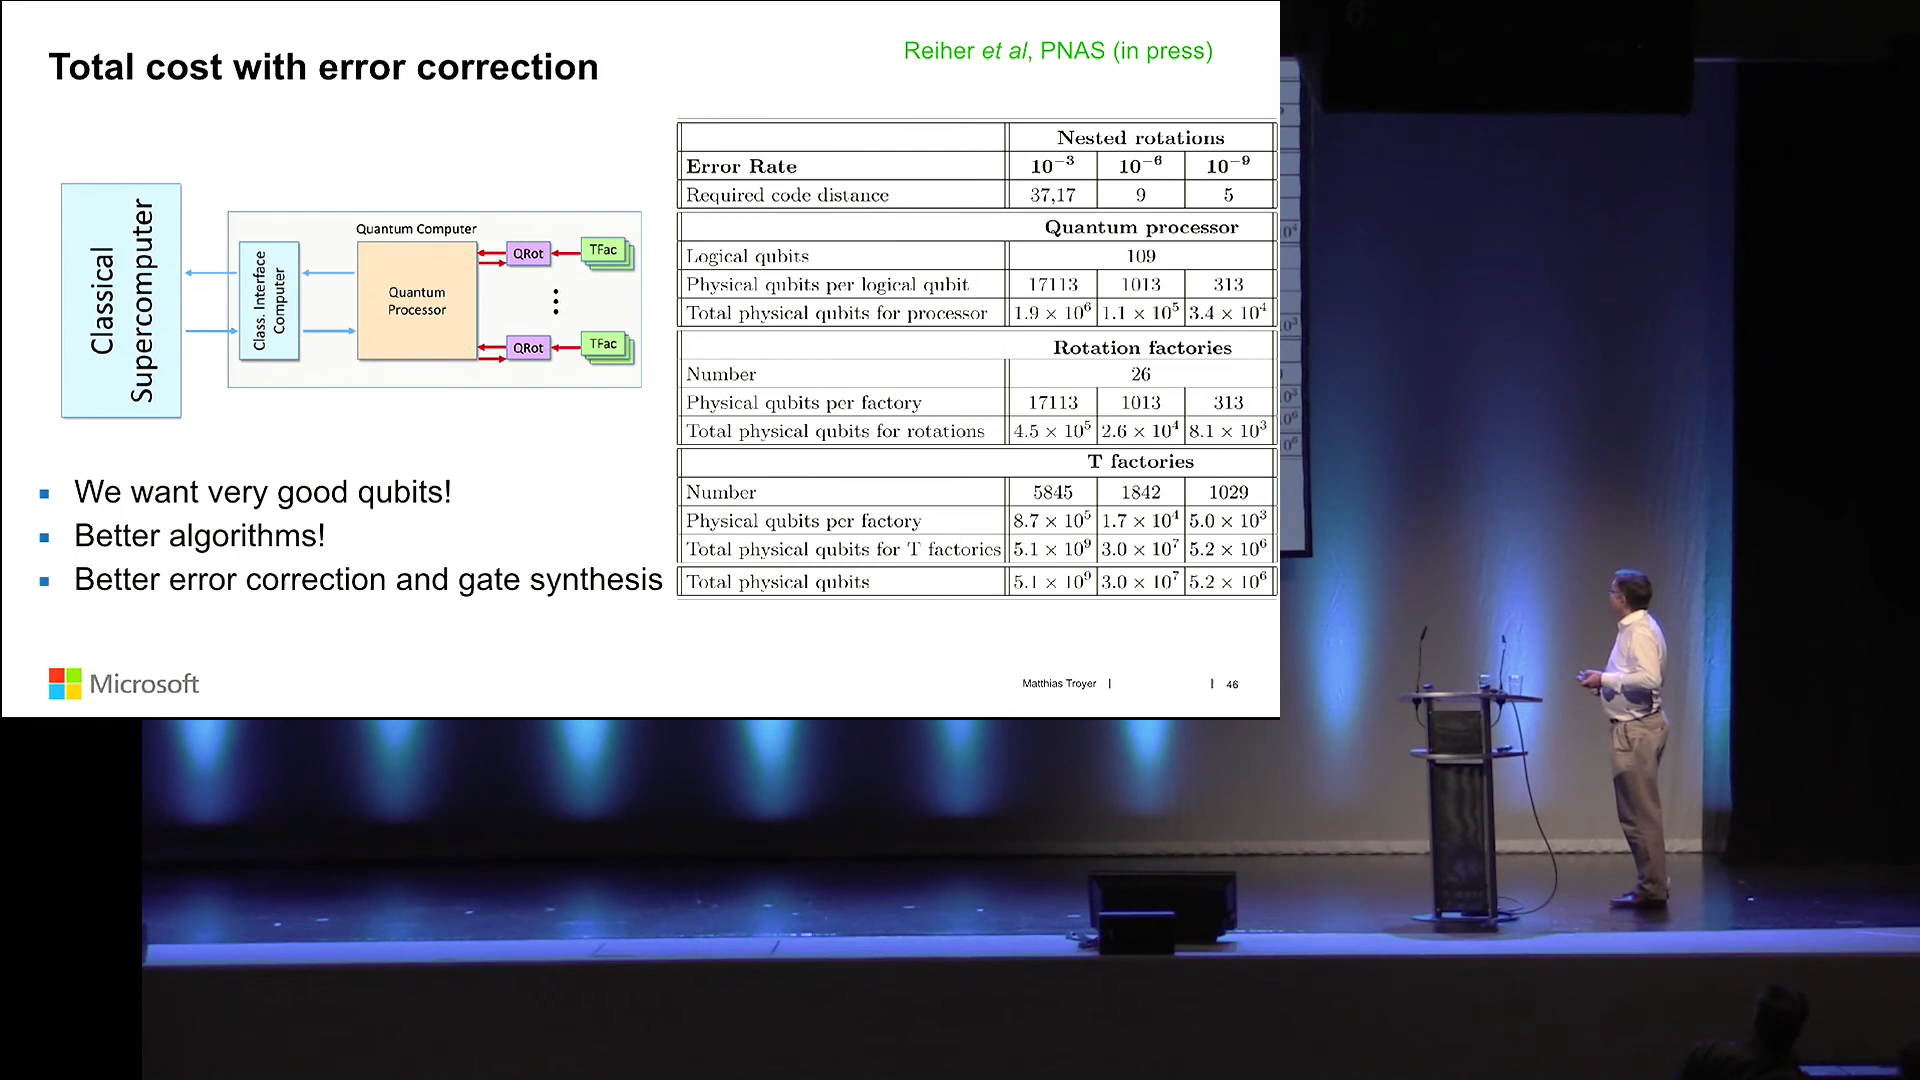 Total cost with error correction
Reiher et al, PNAS (in press)
Classical Supercomputer
Class. Interface Computer
Quantum Computer
Quantum Processor
QRot
TFac
QRot
TFac
We want very good qubits!
Better algorithms!
Better error correction and gate synthesis
Nested rotations
Error Rate 10⁻³ 10⁻⁶ 10⁻⁹
Required code distance 37,17 9 5
Quantum processor
Logical qubits 109
Physical qubits per logical qubit 17113 1013 313
Total physical qubits for processor 1.9 × 10⁶ 1.1 × 10⁵ 3.4 × 10⁴
Rotation factories
Number 26
Physical qubits per factory 17113 1013 313
Total physical qubits for rotations 4.5 × 10⁵ 2.6 × 10⁴ 8.1 × 10³
T factories
Number 5845 1842 1029
Physical qubits per factory 8.7 × 10⁵ 1.7 × 10⁴ 5.0 × 10³
Total physical qubits for T factories 5.1 × 10⁹ 3.0 × 10⁷ 5.2 × 10⁶
Total physical qubits 5.1 × 10⁹ 3.0 × 10⁷ 5.2 × 10⁶
Microsoft
Matthias Troyer | | 46